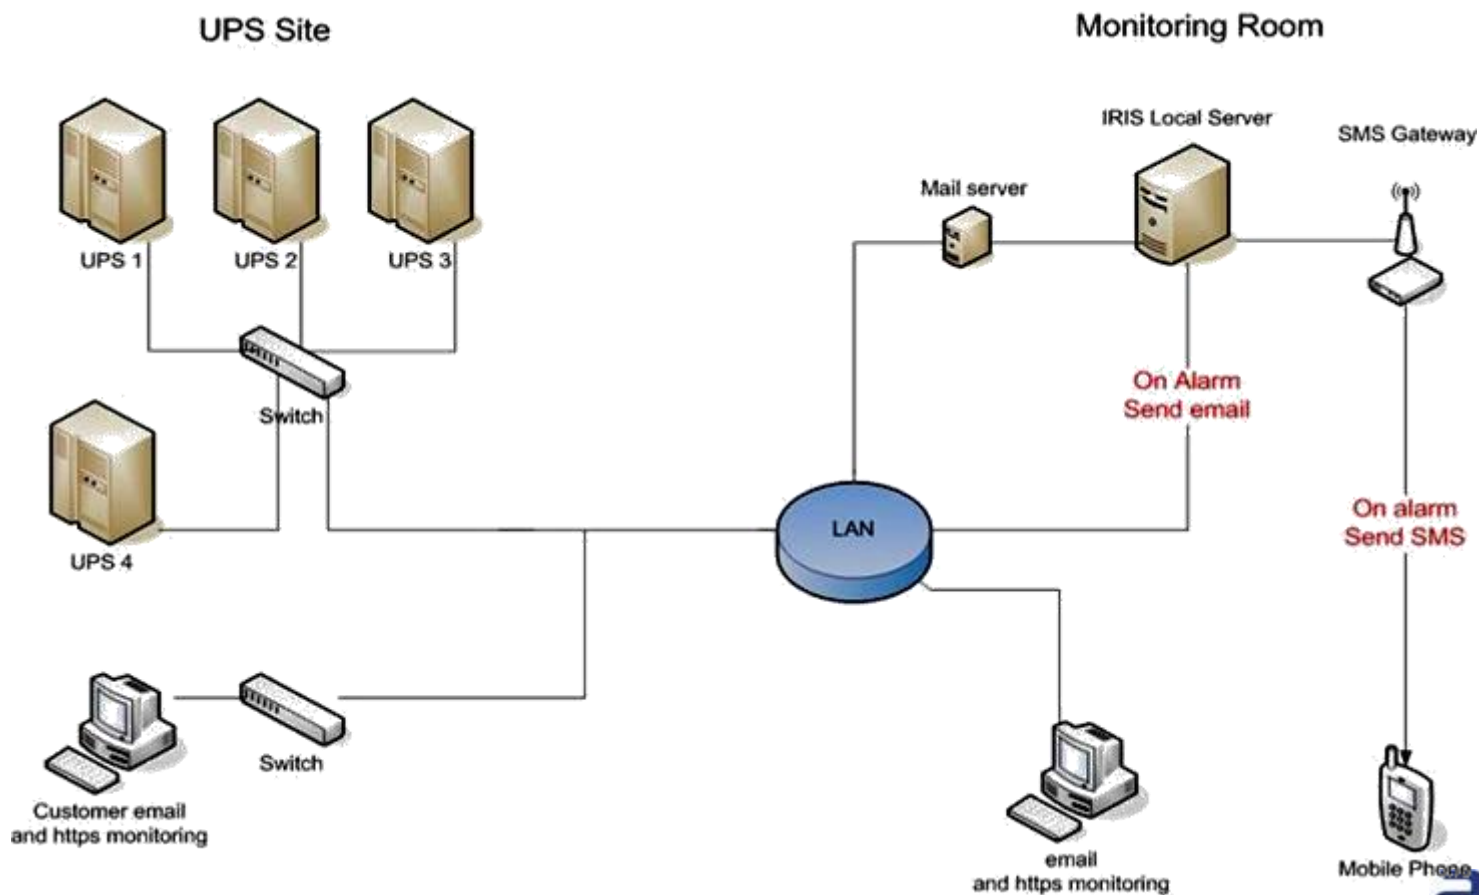 UPS Site
Monitoring Room
IRIS Local Server
SMS Gateway
Mail server
UPS 1
UPS 2
UPS 3
Switch
On Alarm
Send email
On alarm
Send SMS
LAN
UPS 4
Switch
Customer email
and https monitoring
email
and https monitoring
Mobile Phone